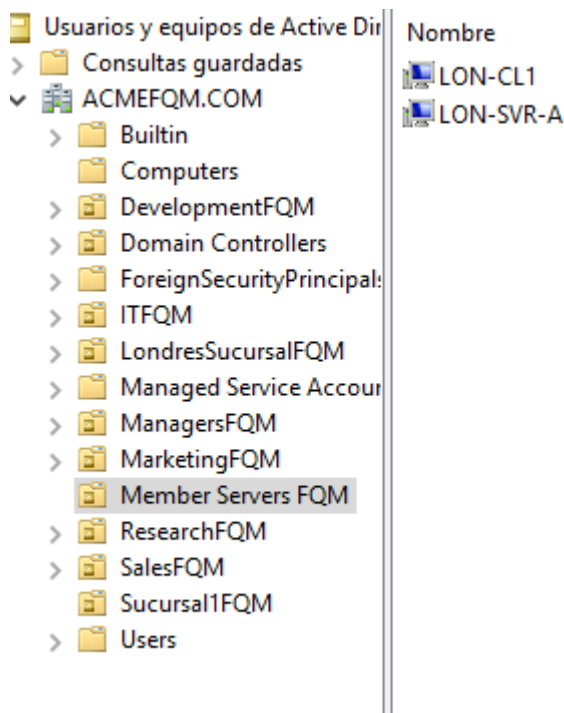 Usuarios y equipos de Active Dir
Consultas guardadas
ACMEFQM.COM
Builtin
Computers
DevelopmentFQM
Domain Controllers
ForeignSecurityPrincipals
ITFQM
LondresSucursalFQM
Managed Service Accour
ManagersFQM
MarketingFQM
Member Servers FQM
ResearchFQM
SalesFQM
Sucursal1FQM
Users
Nombre
LON-CL1
LON-SVR-A